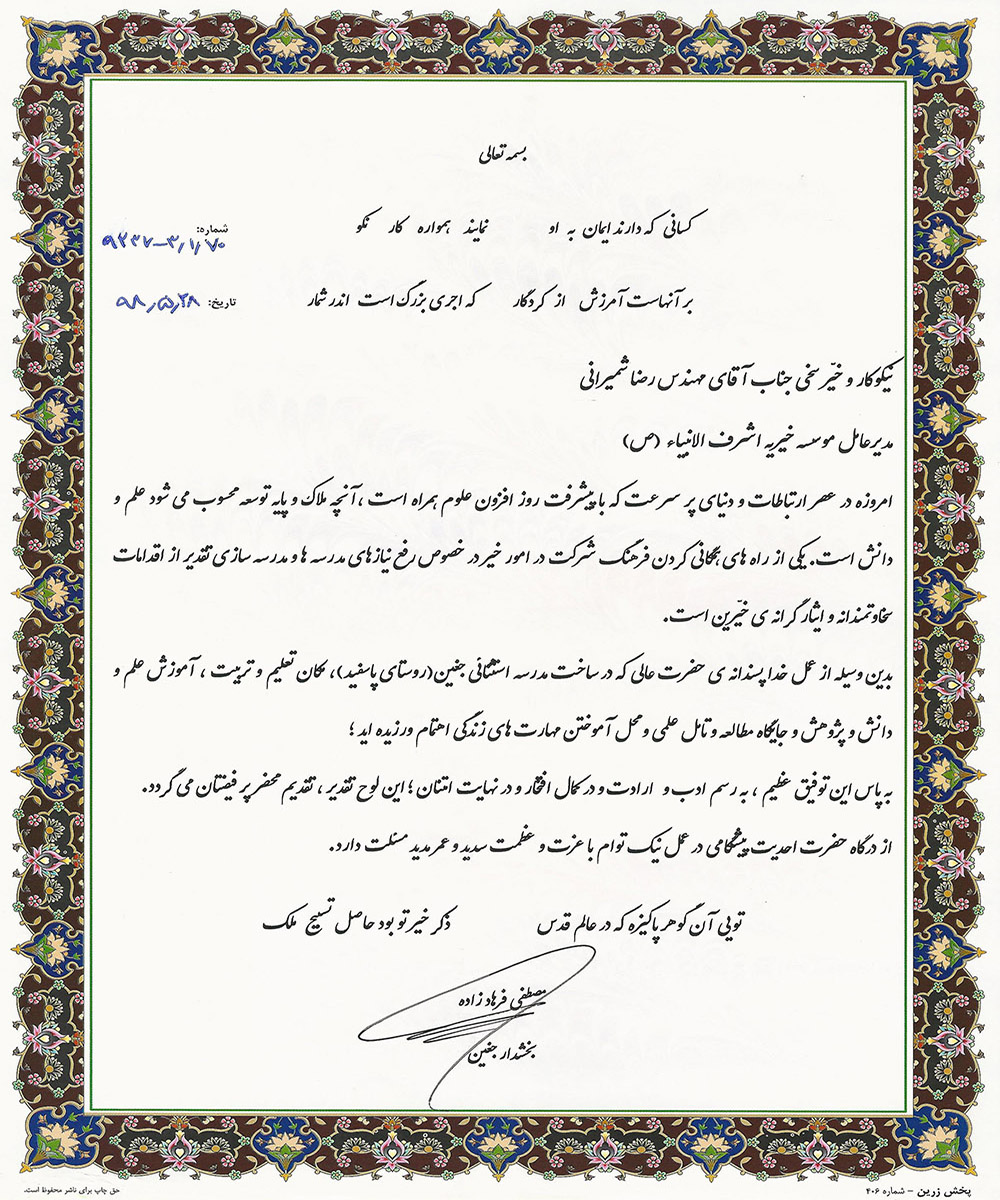 بسمه تعالی
کسانی که دارند ایمان به او نمایند همواره کار نکو
شماره: ۹۲۳۷-۳/۱/۷۰
بر آنهاست آمرزش از کردگار که اجری بزرگ است اندر شمار
تاریخ: ۹۸/۵/۲۸
نیکوکار و خیّر سخی جناب آقای مهندس رضا شمیرانی
مدیرعامل موسسه خیریه اشرف الانبیاء (ص)
امروزه در عصر ارتباطات و دنیای پر سرعت که با پیشرفت روز افزون علوم همراه است ، آنچه ملاک و پایه توسعه محسوب می شود علم و
دانش است. یکی از راه های همگانی کردن فرهنگ شرکت در امور خیر در خصوص رفع نیازهای مدرسه ها و مدرسه سازی تقدیر از اقدامات
سخاوتمندانه و ایثارگرانه ی خیّرین است.
بدین وسیله از عمل خداپسندانه ی حضرت عالی که در ساخت مدرسه استثنائی جغین(روستای پاسفید)، مکان تعلیم و تربیت ، آموزش علم و
دانش و پژوهش و جایگاه مطالعه و تامل علمی و محل آموختن مهارت های زندگی اهتمام ورزیده اید ؛
به پاس این توفیق عظیم ، به رسم ادب و ارادت و در کمال افتخار و در نهایت امتنان ؛ این لوح تقدیر ، تقدیم محضر پر فیضتان می گردد.
از درگاه حضرت احدیت پیشگامی در عمل نیک توام با عزت و عظمت سدید و عمر مدید مسئلت دارد.
تویی آن گوهر پاکیزه که در عالم قدس ذکر خیر تو بود حاصل تسبیح ملک
مصطفی فرهادزاده
بخشدار جغین
پخش زرین - شماره ۴۰۶
حق چاپ برای ناشر محفوظ است.